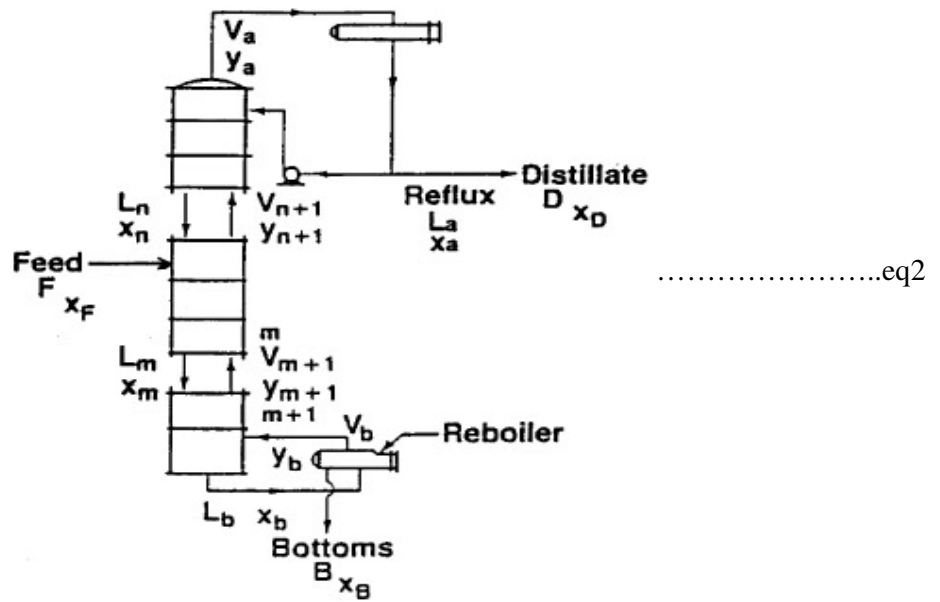 Va
ya
Reflux
La
xa
Distillate
D xD
Ln
xn
Vn+1
yn+1
Feed
F xF
…………………..eq2
m
Lm
xm
Vm+1
ym+1
m+1
Vb
yb
Reboiler
Lb xb
Bottoms
B xB